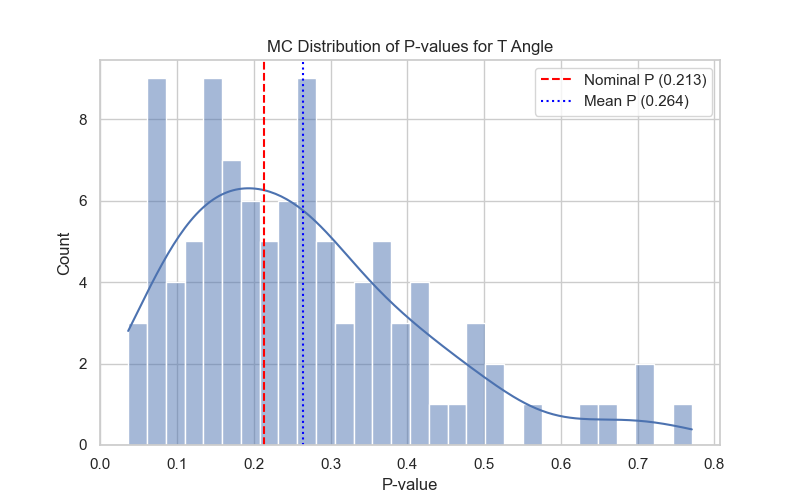 MC Distribution of P-values for T Angle
Nominal P (0.213)
Mean P (0.264)
Count
8
6
4
2
0
0.0 0.1 0.2 0.3 0.4 0.5 0.6 0.7 0.8
P-value